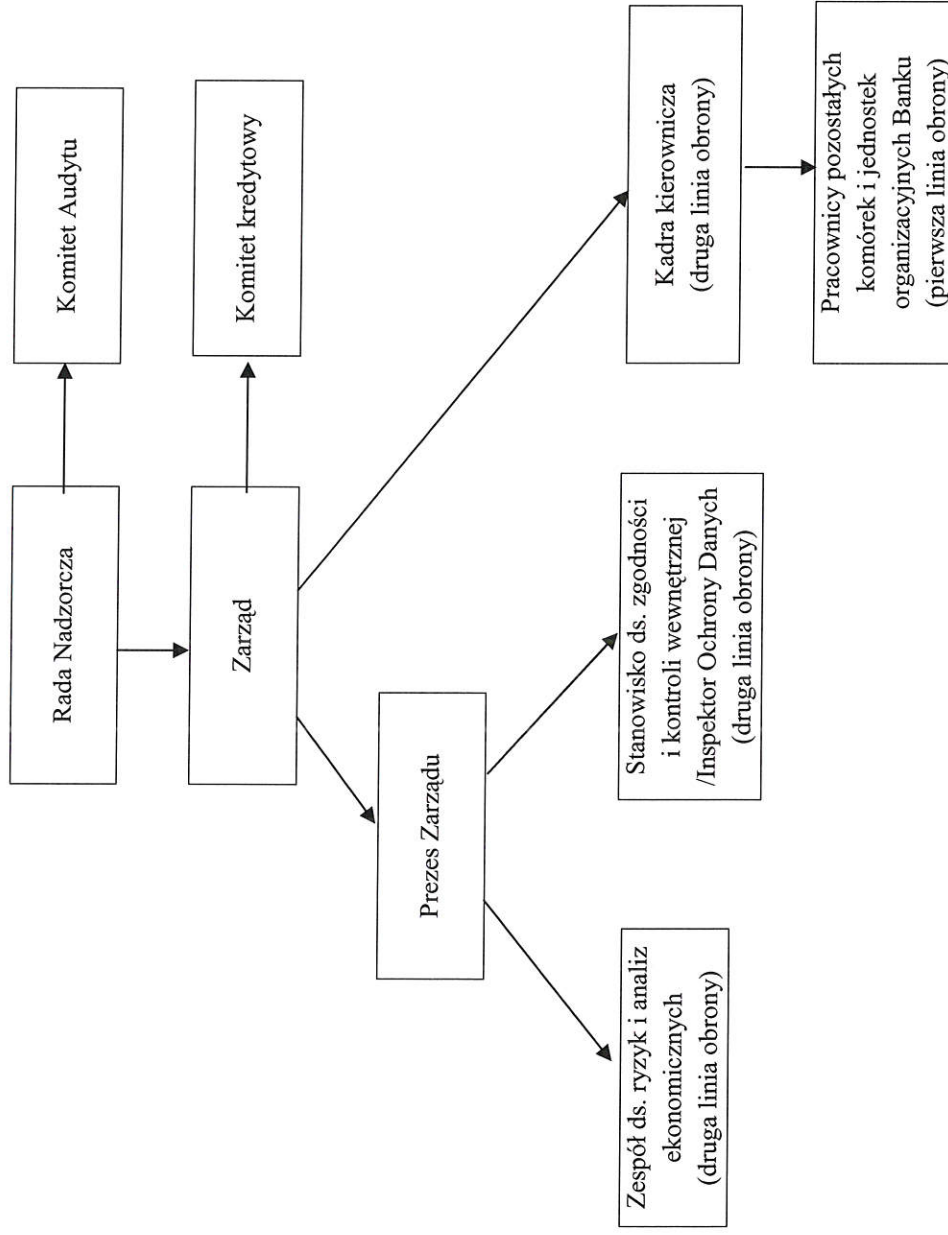 Rada Nadzorcza
Komitet Audytu
Zarząd
Komitet kredytowy
Prezes Zarządu
Zespół ds. ryzyk i analiz
ekonomicznych
(druga linia obrony)
Stanowisko ds. zgodności
i kontroli wewnętrznej
/Inspektor Ochrony Danych
(druga linia obrony)
Kadra kierownicza
(druga linia obrony)
Pracownicy pozostałych
komórek i jednostek
organizacyjnych Banku
(pierwsza linia obrony)